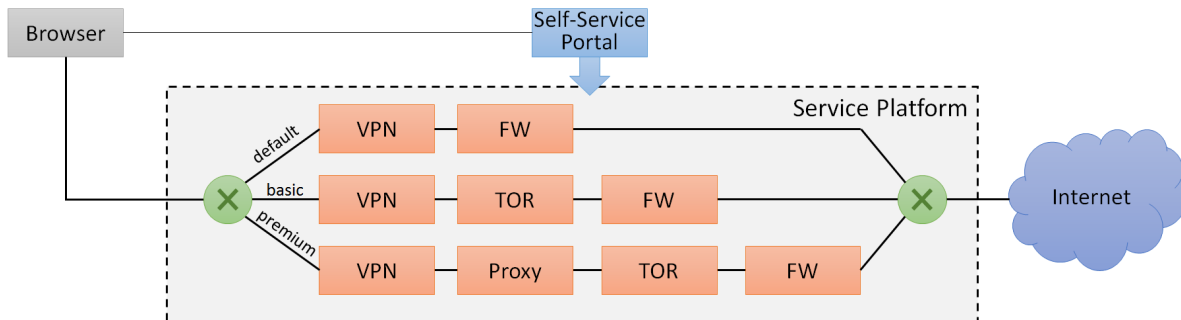 Browser
Self-Service
Portal
Service Platform
default
VPN
FW
basic
VPN
TOR
FW
premium
VPN
Proxy
TOR
FW
Internet